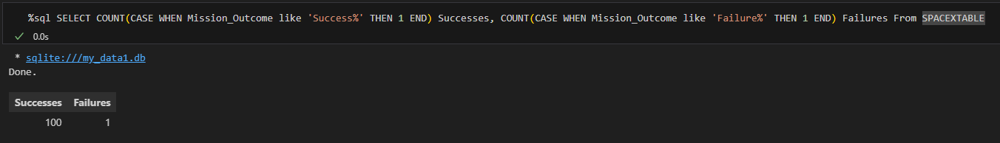 %sql SELECT COUNT(CASE WHEN Mission_Outcome like 'Success%' THEN 1 END) Successes, COUNT(CASE WHEN Mission_Outcome like 'Failure%' THEN 1 END) Failures From SPACEXTABLE
0.0s
* sqlite:///my_data1.db
Done.
Successes Failures
100 1